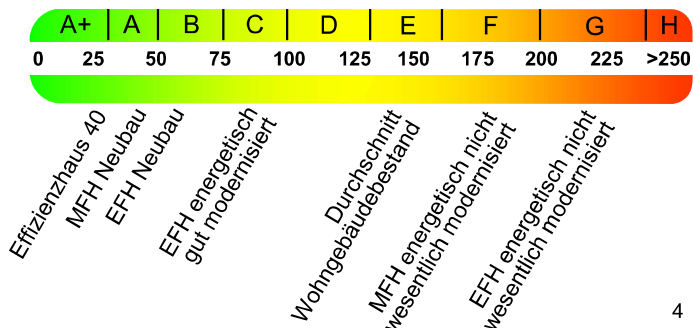 A+ A B C D E F G H
0 25 50 75 100 125 150 175 200 225 >250
Effizienzhaus 40
MFH Neubau
EFH Neubau
EFH energetisch
gut modernisiert
Durchschnitt
Wohngebäudebestand
MFH energetisch nicht
wesentlich modernisiert
EFH energetisch nicht
wesentlich modernisiert
4